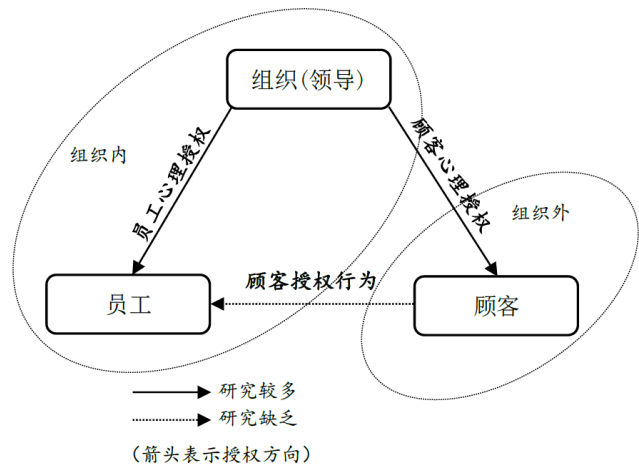 组织(领导)
组织内
员工心理授权
顾客心理授权
组织外
顾客授权行为
员工
顾客
研究较多
研究缺乏
(箭头表示授权方向)